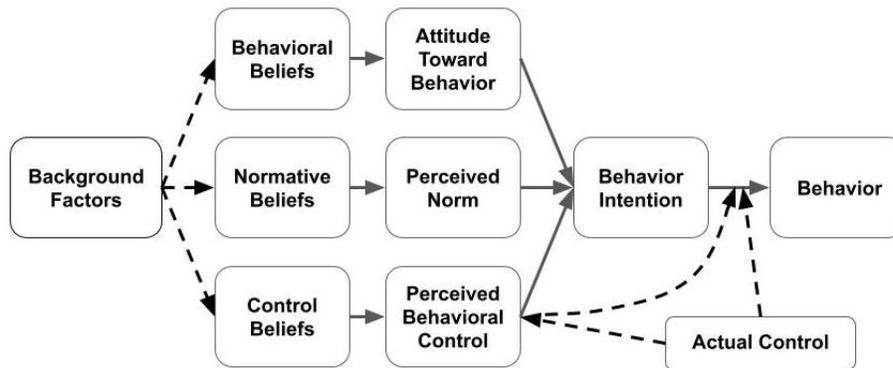 Behavioral
Beliefs
Attitude
Toward
Behavior
Background
Factors
Normative
Beliefs
Perceived
Norm
Behavior
Intention
Behavior
Control
Beliefs
Perceived
Behavioral
Control
Actual Control